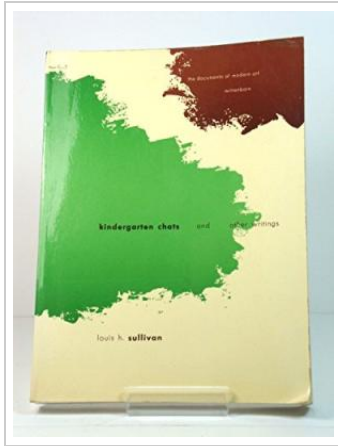 the documents of modern art
wittenborn
kindergarten chats and other writings
louis h. sullivan